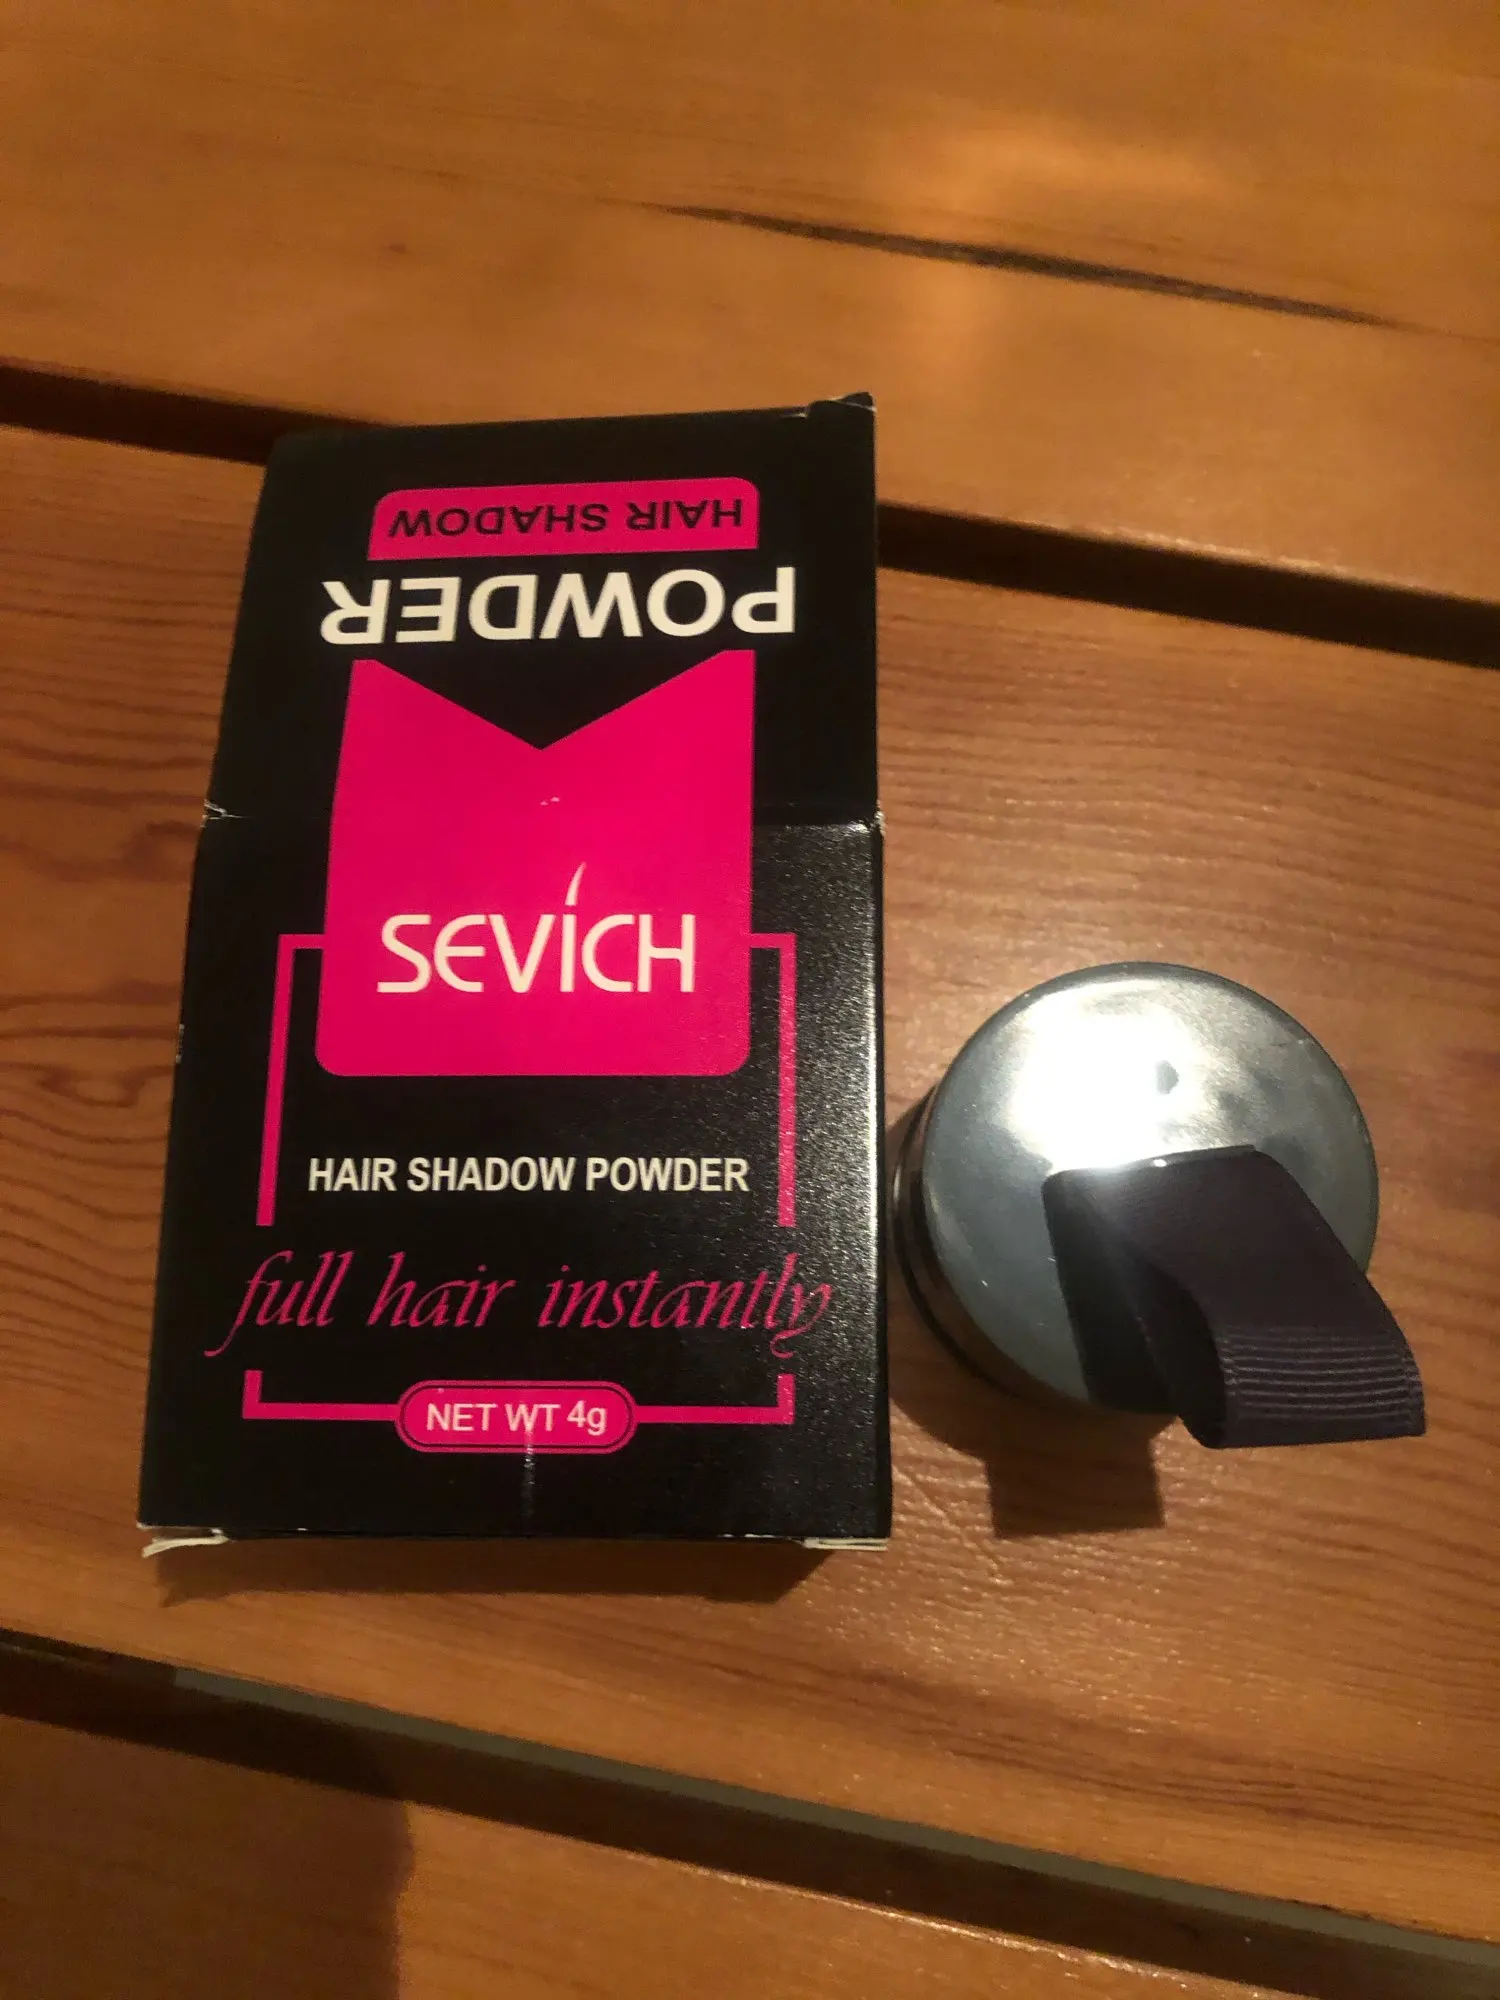 HAIR SHADOW
POWDER
SEVICH
HAIR SHADOW POWDER
full hair instantly
NET WT 4g